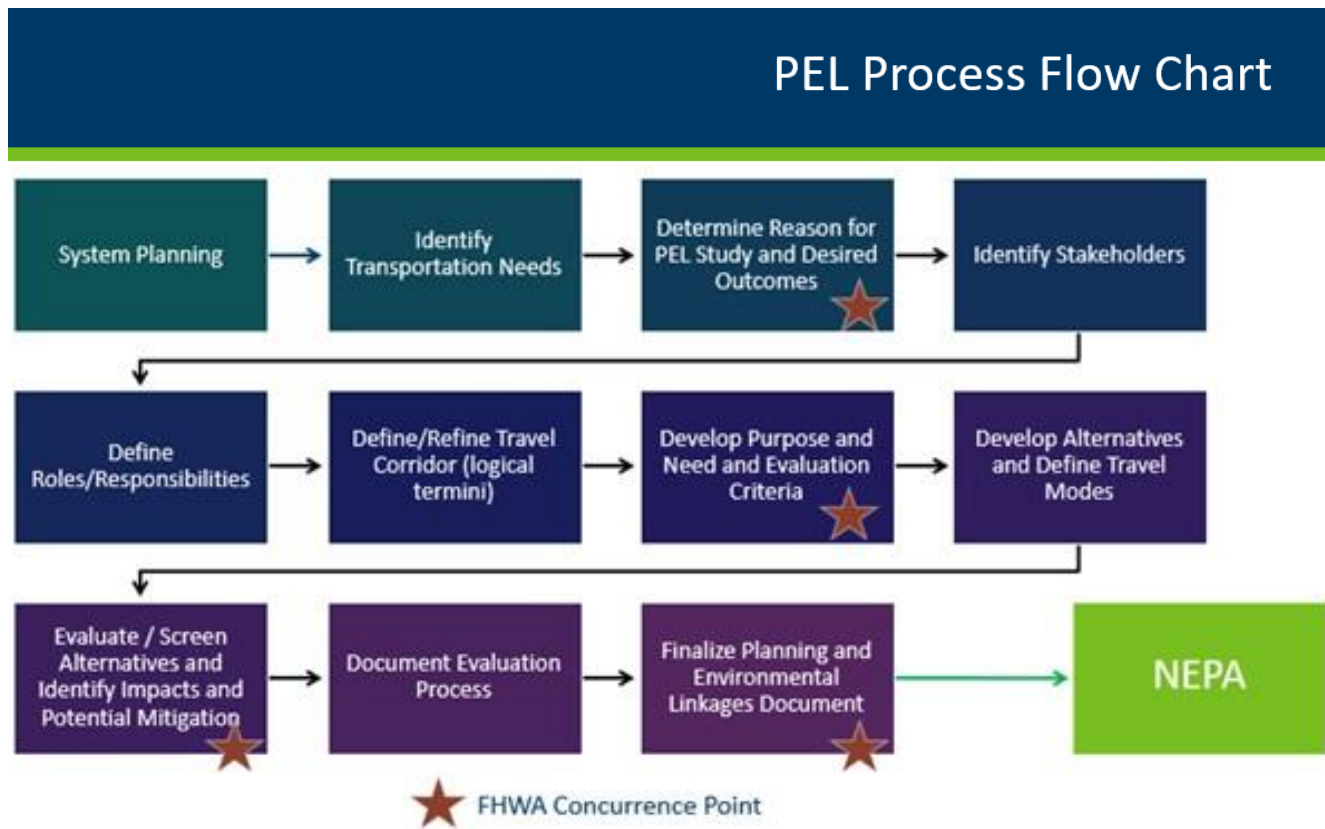 PEL Process Flow Chart
System Planning
Identify
Transportation Needs
Determine Reason for
PEL Study and Desired
Outcomes
Identify Stakeholders
Define
Roles/Responsibilities
Define/Refine Travel
Corridor (logical
termini)
Develop Purpose and
Need and Evaluation
Criteria
Develop Alternatives
and Define Travel
Modes
Evaluate / Screen
Alternatives and
Identify Impacts and
Potential Mitigation
Document Evaluation
Process
Finalize Planning and
Environmental
Linkages Document
NEPA
FHWA Concurrence Point